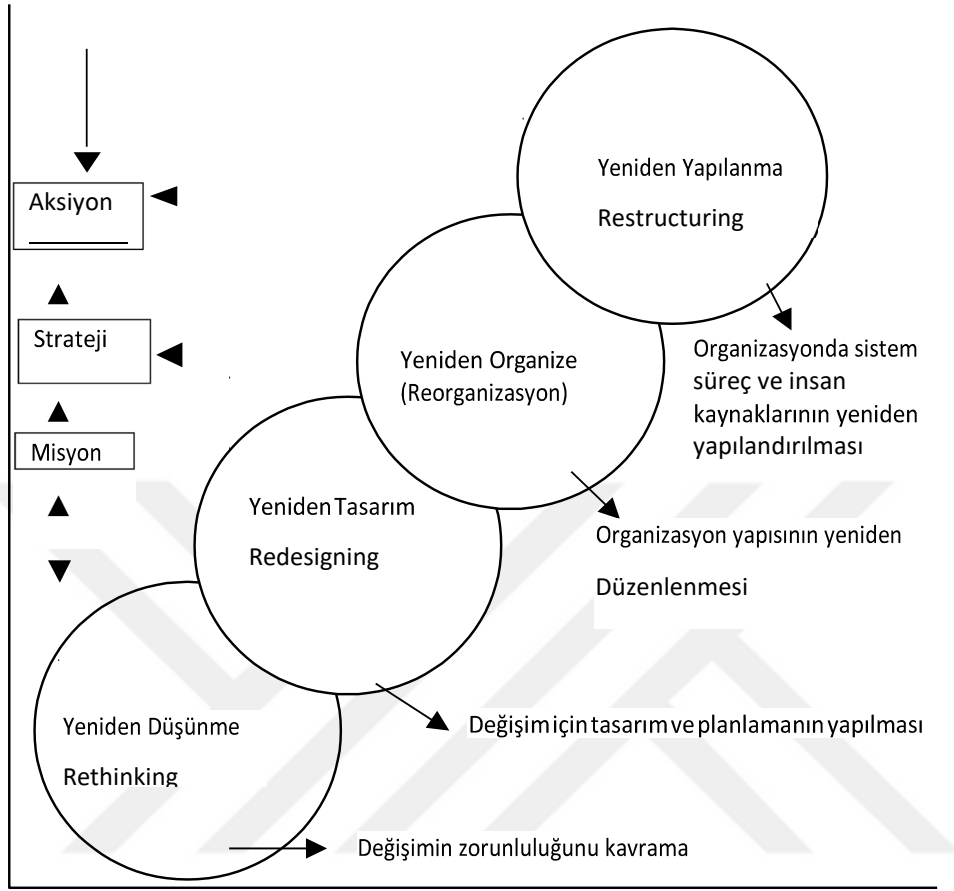 Yeniden Yapılanma
Restructuring
Aksiyon
Strateji
Misyon
Yeniden Organize
(Reorganizasyon)
Organizasyonda sistem
süreç ve insan
kaynaklarının yeniden
yapılandırılması
Yeniden Tasarım
Redesigning
Organizasyon yapısının yeniden
Düzenlenmesi
Yeniden Düşünme
Rethinking
Değişim için tasarım ve planlamanın yapılması
Değişimin zorunluluğunu kavrama